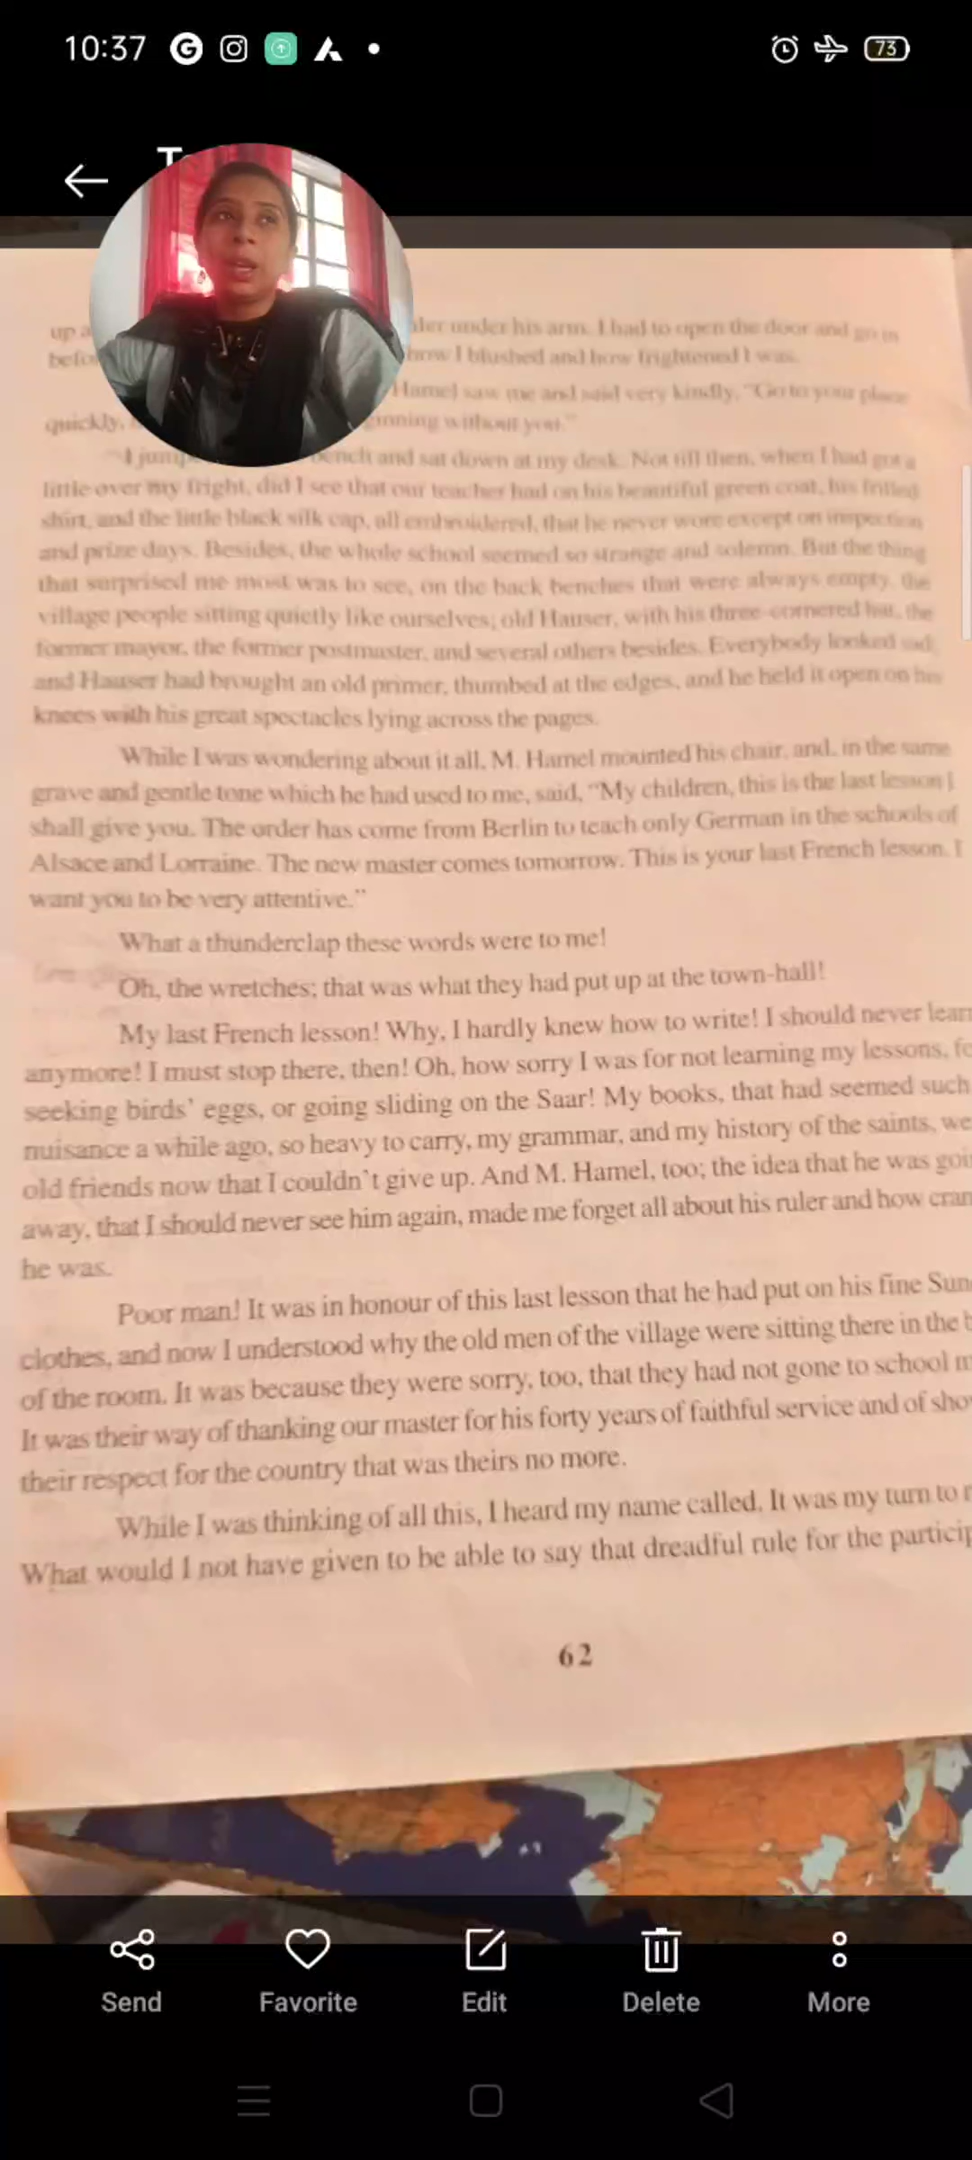 10:37
73
up a
under his arm. I had to open the door and go in
how I blushed and how frightened I was.
Hamel saw me and said very kindly, "Go to your place
quickly, inning without you."
I jump bench and sat down at my desk. Not till then, when I had got a
little over my fright, did I see that our teacher had on his beautiful green coat, his frilled
shirt, and the little black silk cap, all embroidered, that he never wore except on inspection
and prize days. Besides, the whole school seemed so strange and solemn. But the thing
that surprised me most was to see, on the back benches that were always empty, the
village people sitting quietly like ourselves; old Hauser, with his three-cornered hat, the
former mayor, the former postmaster, and several others besides. Everybody looked sad;
and Hauser had brought an old primer, thumbed at the edges, and he held it open on his
knees with his great spectacles lying across the pages.
While I was wondering about it all, M. Hamel mounted his chair, and, in the same
grave and gentle tone which he had used to me, said, "My children, this is the last lesson I
shall give you. The order has come from Berlin to teach only German in the schools of
Alsace and Lorraine. The new master comes tomorrow. This is your last French lesson. I
want you to be very attentive."
What a thunderclap these words were to me!
Oh, the wretches; that was what they had put up at the town-hall!
My last French lesson! Why, I hardly knew how to write! I should never lear
anymore! I must stop there, then! Oh, how sorry I was for not learning my lessons, fo
seeking birds' eggs, or going sliding on the Saar! My books, that had seemed such
nuisance a while ago, so heavy to carry, my grammar, and my history of the saints, we
old friends now that I couldn't give up. And M. Hamel, too; the idea that he was goi
away, that I should never see him again, made me forget all about his ruler and how cran
he was.
Poor man! It was in honour of this last lesson that he had put on his fine Sun
clothes, and now I understood why the old men of the village were sitting there in the b
of the room. It was because they were sorry, too, that they had not gone to school m
It was their way of thanking our master for his forty years of faithful service and of sho
their respect for the country that was theirs no more.
While I was thinking of all this, I heard my name called. It was my turn to r
What would I not have given to be able to say that dreadful rule for the particip
62
Send Favorite Edit Delete More